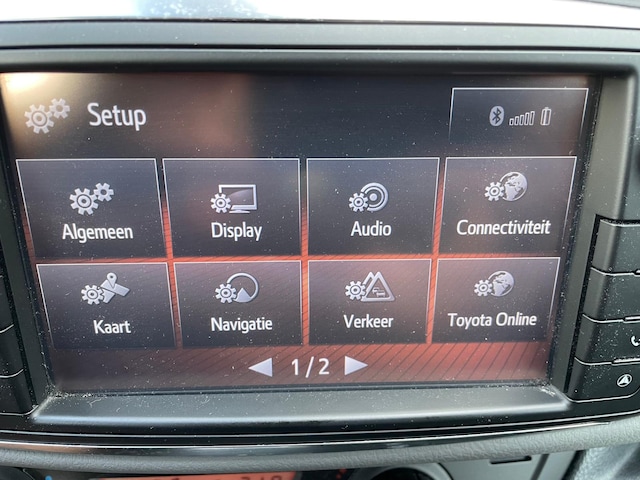 Setup
Algemeen Display Audio Connectiviteit
Kaart Navigatie Verkeer Toyota Online
1/2